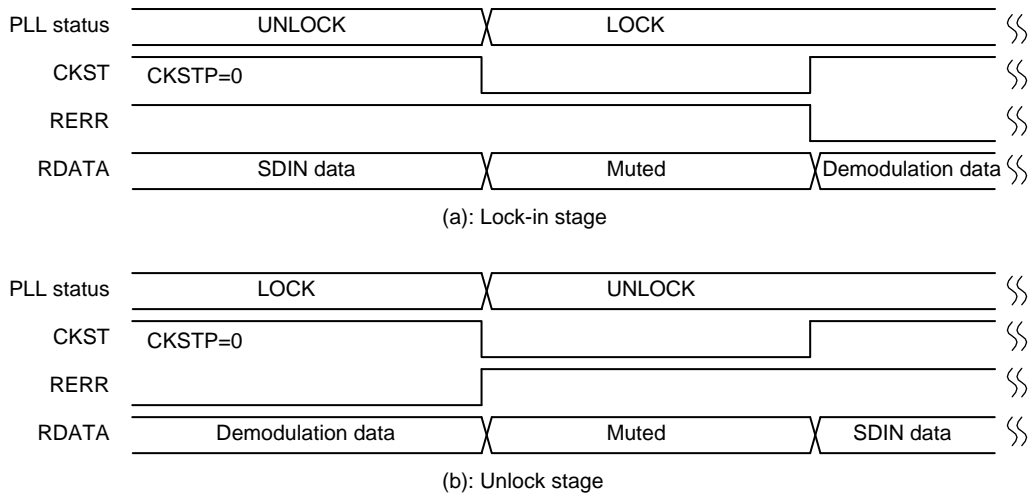 PLL status UNLOCK LOCK
CKST CKSTP=0
RERR
RDATA SDIN data Muted Demodulation data
(a): Lock-in stage
PLL status LOCK UNLOCK
CKST CKSTP=0
RERR
RDATA Demodulation data Muted SDIN data
(b): Unlock stage